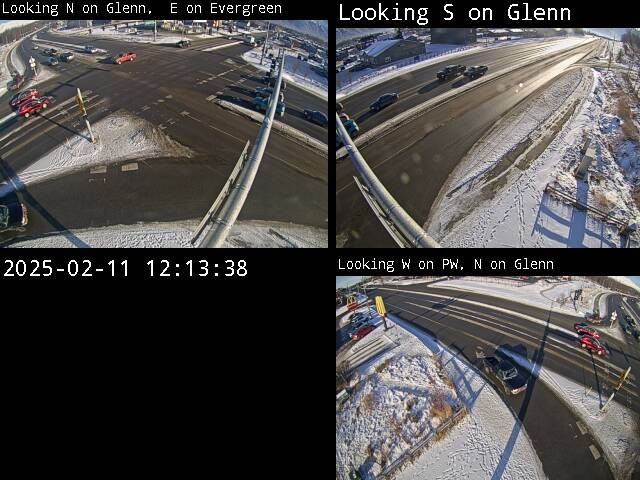 Looking N on Glenn,  E on Evergreen
Looking S on Glenn
2025-02-11 12:13:38
Looking W on PW, N on Glenn